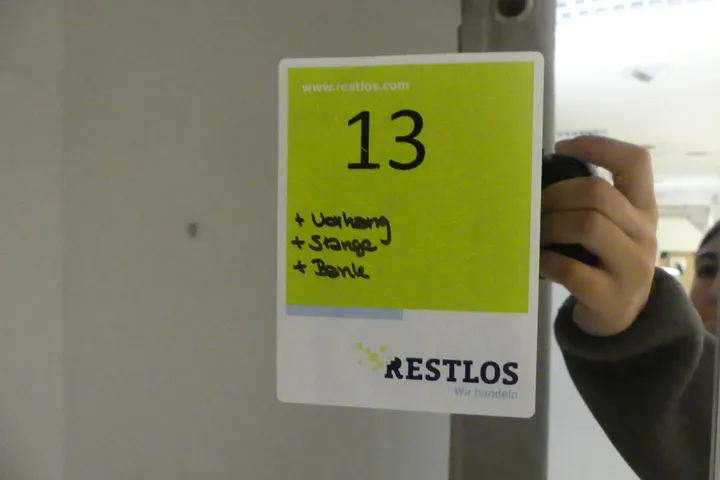 www.restlos.com
13
+ Vorhang
+ Stange
+ Bank
RESTLOS
Wir handeln